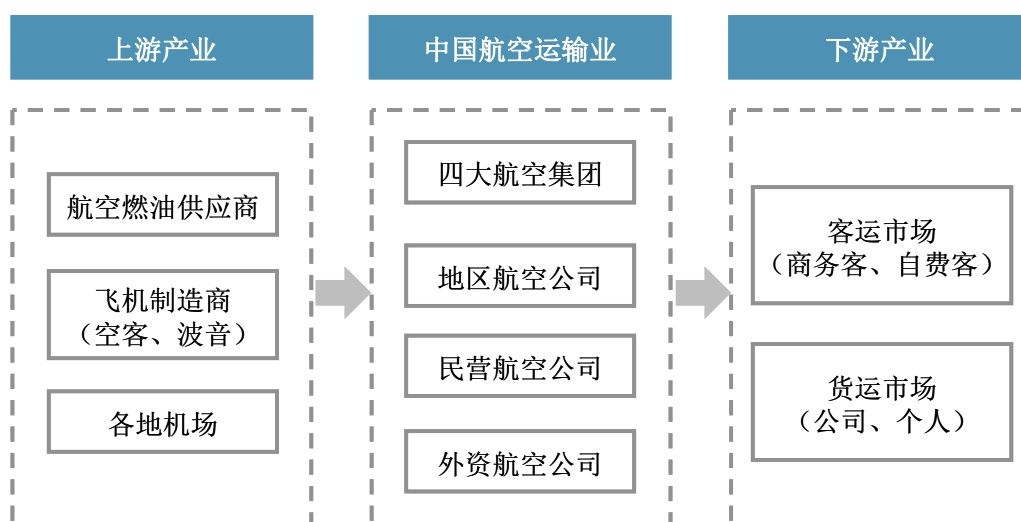 上游产业
中国航空运输业
下游产业
航空燃油供应商
飞机制造商
（空客、波音）
各地机场
四大航空集团
地区航空公司
民营航空公司
外资航空公司
客运市场
（商务客、自费客）
货运市场
（公司、个人）